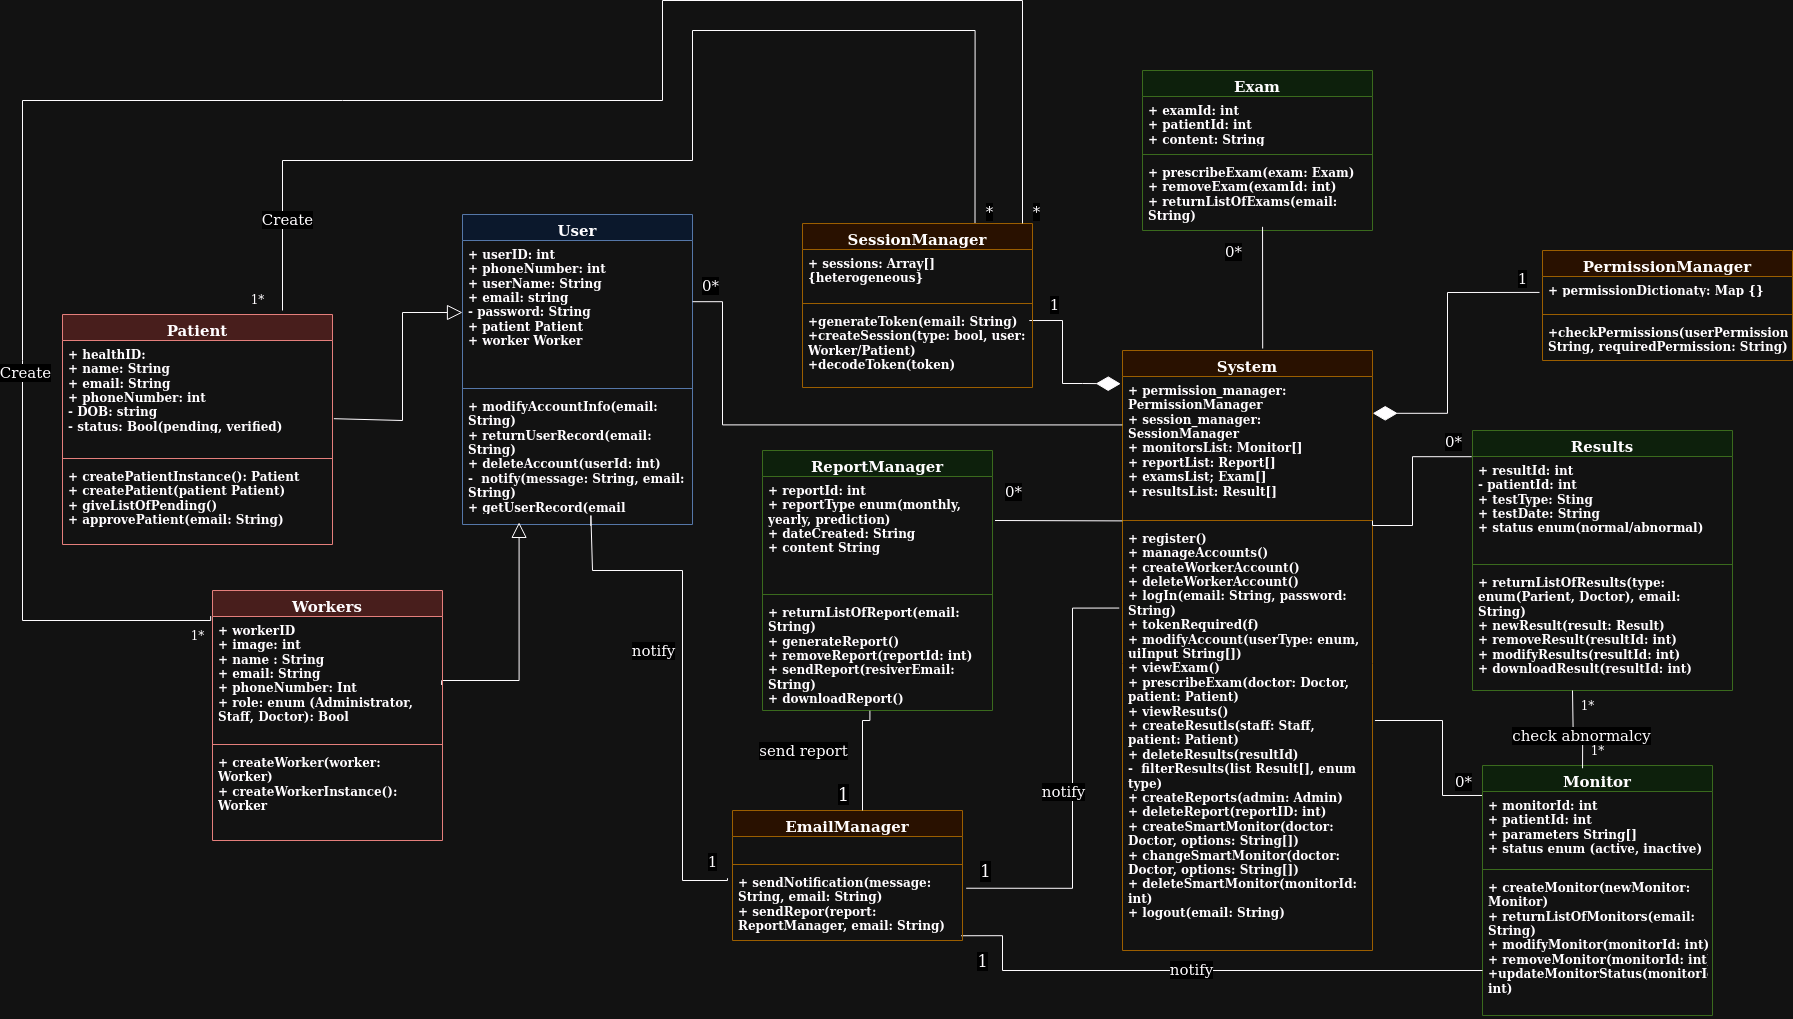 Exam
+ examId: int
+ patientId: int
+ content: String
+ prescribeExam(exam: Exam)
+ removeExam(examId: int)
+ returnListOfExams(email:
String)
0*
Create
1*
Create
1*
User
+ userID: int
+ phoneNumber: int
+ userName: String
+ email: string
- password: String
+ patient Patient
+ worker Worker
+ modifyAccountInfo(email:
String)
+ returnUserRecord(email:
String)
+ deleteAccount(userId: int)
-  notify(message: String, email:
String)
+ getUserRecord(email
0*
*
*
SessionManager
+ sessions: Array[]
{heterogeneous}
+generateToken(email: String)
+createSession(type: bool, user:
Worker/Patient)
+decodeToken(token)
1
1
PermissionManager
+ permissionDictionaty: Map {}
+checkPermissions(userPermission
String, requiredPermission: String)
Patient
+ healthID:
+ name: String
+ email: String
+ phoneNumber: int
- DOB: string
- status: Bool(pending, verified)
+ createPatientInstance(): Patient
+ createPatient(patient Patient)
+ giveListOfPending()
+ approvePatient(email: String)
System
+ permission_manager:
PermissionManager
+ session_manager:
SessionManager
+ monitorsList: Monitor[]
+ reportList: Report[]
+ examsList; Exam[]
+ resultsList: Result[]
+ register()
+ manageAccounts()
+ createWorkerAccount()
+ deleteWorkerAccount()
+ logIn(email: String, password:
String)
+ tokenRequired(f)
+ modifyAccount(userType: enum,
uiInput String[])
+ viewExam()
+ prescribeExam(doctor: Doctor,
patient: Patient)
+ viewResuts()
+ createResutls(staff: Staff,
patient: Patient)
+ deleteResults(resultId)
-  filterResults(list Result[], enum
type)
+ createReports(admin: Admin)
+ deleteReport(reportID: int)
+ createSmartMonitor(doctor:
Doctor, options: String[])
+ changeSmartMonitor(doctor:
Doctor, options: String[])
+ deleteSmartMonitor(monitorId:
int)
+ logout(email: String)
ReportManager
+ reportId: int
+ reportType enum(monthly,
yearly, prediction)
+ dateCreated: String
+ content String
+ returnListOfReport(email:
String)
+ generateReport()
+ removeReport(reportId: int)
+ sendReport(resiverEmail:
String)
+ downloadReport()
0*
0*
Results
+ resultId: int
- patientId: int
+ testType: Sting
+ testDate: String
+ status enum(normal/abnormal)
+ returnListOfResults(type:
enum(Parient, Doctor), email:
String)
+ newResult(result: Result)
+ removeResult(resultId: int)
+ modifyResults(resultId: int)
+ downloadResult(resultId: int)
Workers
+ workerID
+ image: int
+ name : String
+ email: String
+ phoneNumber: Int
+ role: enum (Administrator,
Staff, Doctor): Bool
+ createWorker(worker:
Worker)
+ createWorkerInstance():
Worker
notify
1
send report
1
notify
1
1*
check abnormalcy
1*
0*
Monitor
+ monitorId: int
+ patientId: int
+ parameters String[]
+ status enum (active, inactive)
+ createMonitor(newMonitor:
Monitor)
+ returnListOfMonitors(email:
String)
+ modifyMonitor(monitorId: int)
+ removeMonitor(monitorId: int
+updateMonitorStatus(monitorI
int)
EmailManager
+ sendNotification(message:
String, email: String)
+ sendRepor(report:
ReportManager, email: String)
1
notify